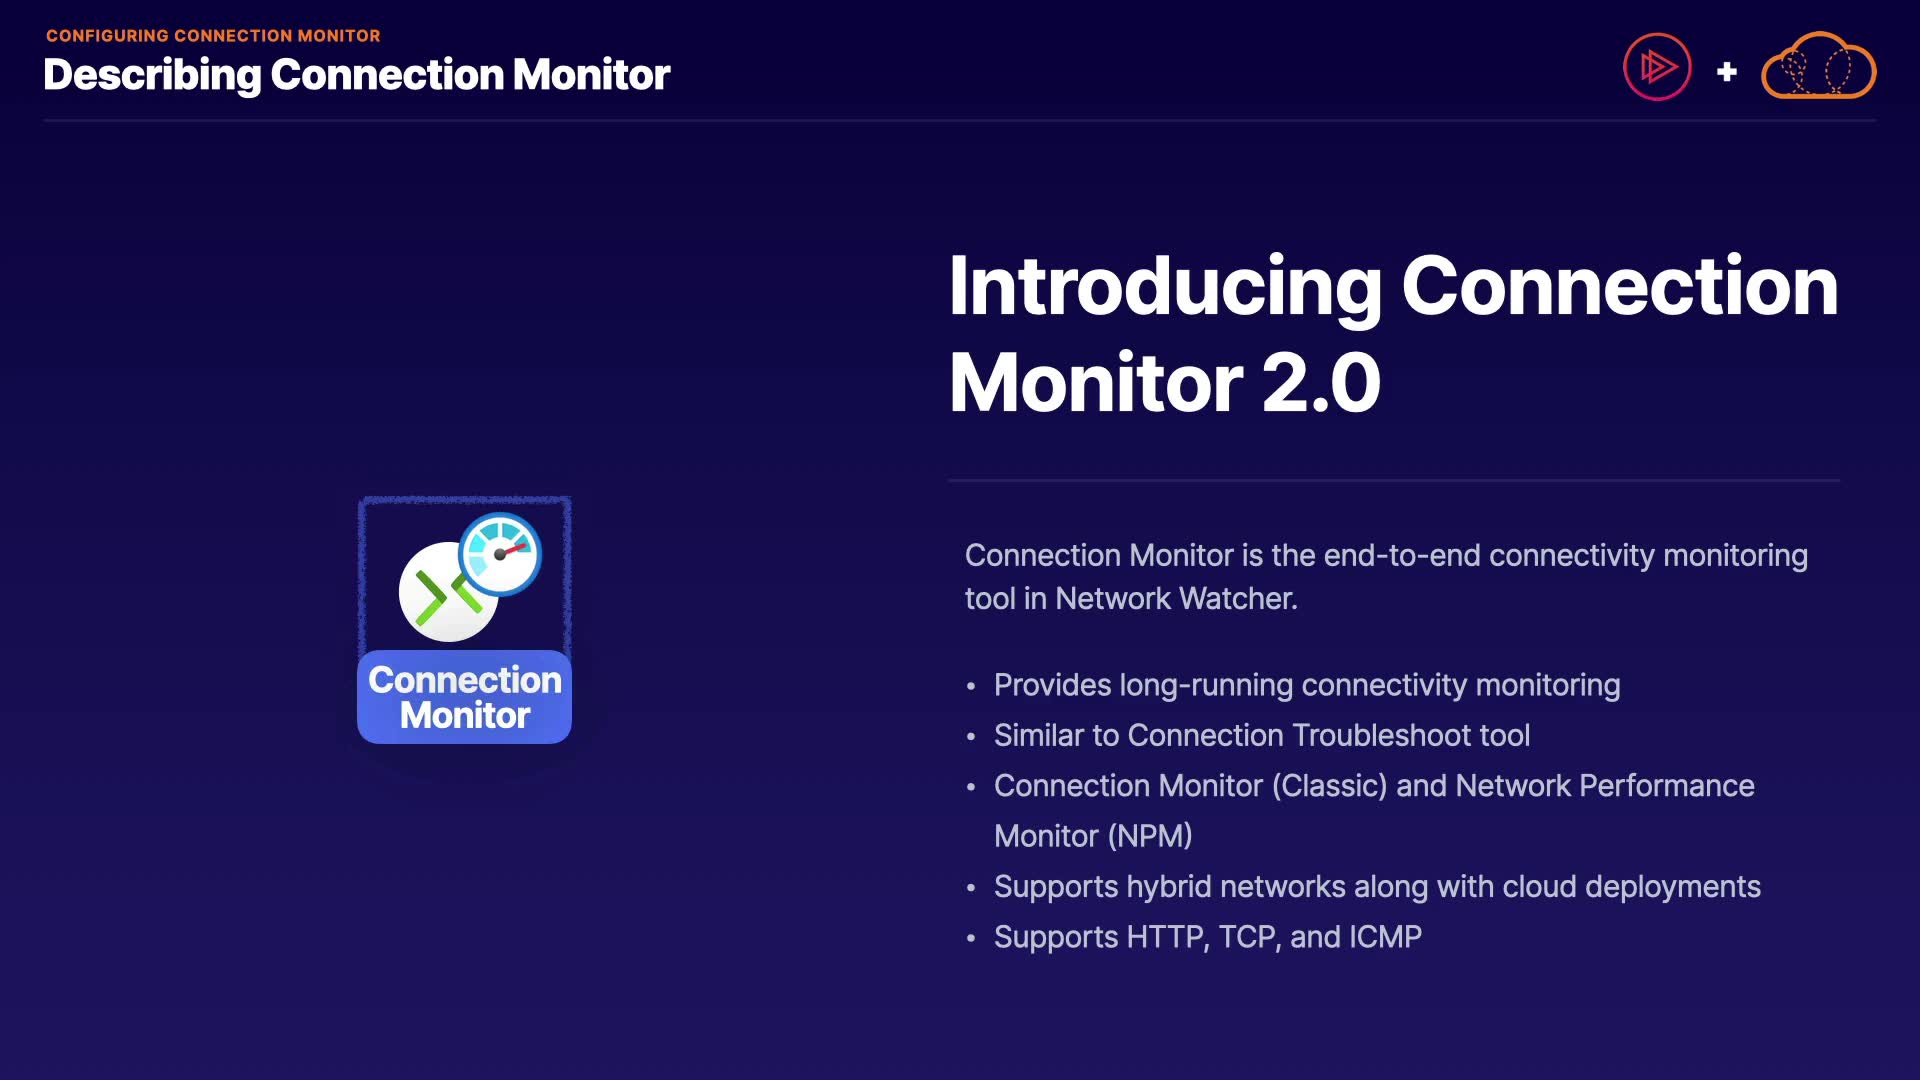 CONFIGURING CONNECTION MONITOR
Describing Connection Monitor
Introducing Connection
Monitor 2.0
Connection
Monitor
Connection Monitor is the end-to-end connectivity monitoring
tool in Network Watcher.
• Provides long-running connectivity monitoring
• Similar to Connection Troubleshoot tool
• Connection Monitor (Classic) and Network Performance
Monitor (NPM)
• Supports hybrid networks along with cloud deployments
• Supports HTTP, TCP, and ICMP